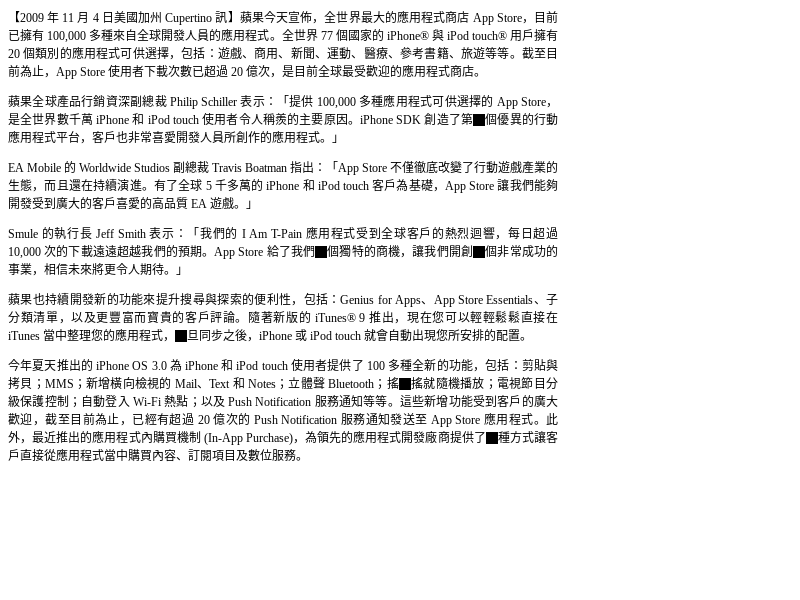 【2009 年 11 月 4 日美國加州 Cupertino 訊】蘋果今天宣佈，全世界最大的應用程式商店 App Store，目前
已擁有 100,000 多種來自全球開發人員的應用程式。全世界 77 個國家的 iPhone® 與 iPod touch® 用戶擁有
20 個類別的應用程式可供選擇，包括：遊戲、商用、新聞、運動、醫療、參考書籍、旅遊等等。截至目
前為止，App Store 使用者下載次數已超過 20 億次，是目前全球最受歡迎的應用程式商店。
蘋果全球產品行銷資深副總裁 Philip Schiller 表示：「提供 100,000 多種應用程式可供選擇的 App Store，
是全世界數千萬 iPhone 和 iPod touch 使用者令人稱羨的主要原因。iPhone SDK 創造了第個優異的行動
應用程式平台，客戶也非常喜愛開發人員所創作的應用程式。」
EA Mobile 的 Worldwide Studios 副總裁 Travis Boatman 指出：「App Store 不僅徹底改變了行動遊戲產業的
生態，而且還在持續演進。有了全球 5 千多萬的 iPhone 和 iPod touch 客戶為基礎，App Store 讓我們能夠
開發受到廣大的客戶喜愛的高品質 EA 遊戲。」
Smule 的執行長 Jeff Smith 表示：「我們的 I Am T-Pain 應用程式受到全球客戶的熱烈迴響，每日超過
10,000 次的下載遠遠超越我們的預期。App Store 給了我們個獨特的商機，讓我們開創個非常成功的
事業，相信未來將更令人期待。」
蘋果也持續開發新的功能來提升搜尋與探索的便利性，包括：Genius for Apps、App Store Essentials、子
分類清單，以及更豐富而寶貴的客戶評論。隨著新版的 iTunes® 9 推出，現在您可以輕輕鬆鬆直接在
iTunes 當中整理您的應用程式，旦同步之後，iPhone 或 iPod touch 就會自動出現您所安排的配置。
今年夏天推出的 iPhone OS 3.0 為 iPhone 和 iPod touch 使用者提供了 100 多種全新的功能，包括：剪貼與
拷貝；MMS；新增橫向檢視的 Mail、Text 和 Notes；立體聲 Bluetooth；搖搖就隨機播放；電視節目分
級保護控制；自動登入 Wi-Fi 熱點；以及 Push Notification 服務通知等等。這些新增功能受到客戶的廣大
歡迎，截至目前為止，已經有超過 20 億次的 Push Notification 服務通知發送至 App Store 應用程式。此
外，最近推出的應用程式內購買機制 (In-App Purchase)，為領先的應用程式開發廠商提供了種方式讓客
戶直接從應用程式當中購買內容、訂閱項目及數位服務。